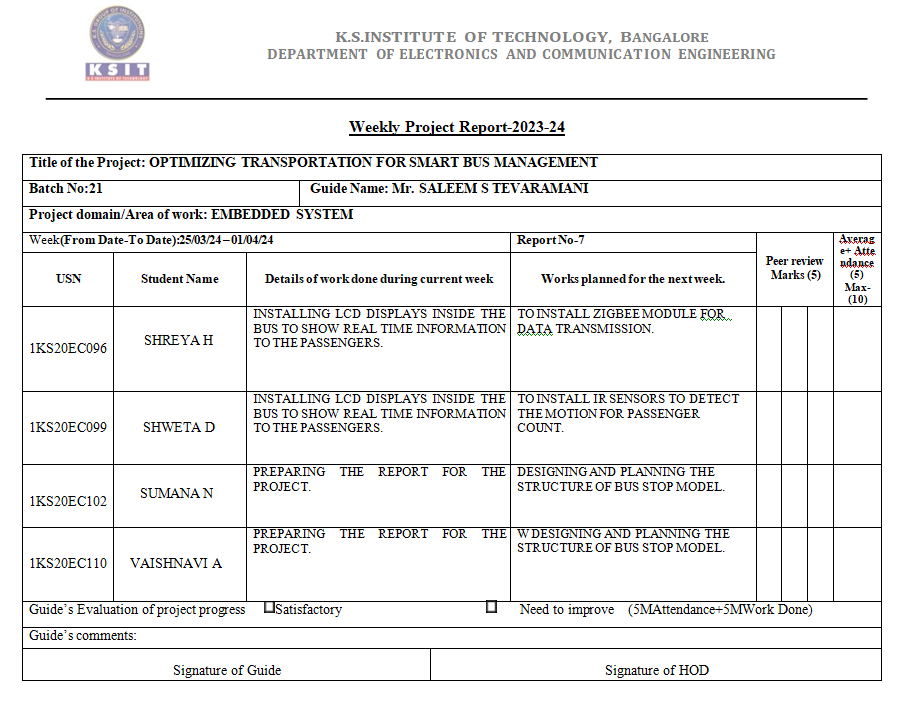 K.S.INSTITUTE OF TECHNOLOGY, BANGALORE
DEPARTMENT OF ELECTRONICS AND COMMUNICATION ENGINEERING
KSIT
Weekly Project Report-2023-24
Title of the Project: OPTIMIZING TRANSPORTATION FOR SMART BUS MANAGEMENT
Batch No:21
Guide Name: Mr. SALEEM S TEVARAMANI
Project domain/Area of work: EMBEDDED SYSTEM
Week(From Date-To Date):25/03/24–01/04/24
Report No-7
Peer review
Marks (5)
Averag
e+ Atte
ndance
(5)
Max-
(10)
USN
Student Name
Details of work done during current week
Works planned for the next week.
1KS20EC096
SHREYA H
INSTALLING LCD DISPLAYS INSIDE THE
BUS TO SHOW REAL TIME INFORMATION
TO THE PASSENGERS.
TO INSTALL ZIGBEE MODULE FOR
DATA TRANSMISSION.
1KS20EC099
SHWETA D
INSTALLING LCD DISPLAYS INSIDE THE
BUS TO SHOW REAL TIME INFORMATION
TO THE PASSENGERS.
TO INSTALL IR SENSORS TO DETECT
THE MOTION FOR PASSENGER
COUNT.
1KS20EC102
SUMANA N
PREPARING THE REPORT FOR THE
PROJECT.
DESIGNING AND PLANNING THE
STRUCTURE OF BUS STOP MODEL.
1KS20EC110
VAISHNAVI A
PREPARING THE REPORT FOR THE
PROJECT.
W DESIGNING AND PLANNING THE
STRUCTURE OF BUS STOP MODEL.
Guide's Evaluation of project progress
Satisfactory
Need to improve (5MAttendance+5MWork Done)
Guide's comments:
Signature of Guide
Signature of HOD